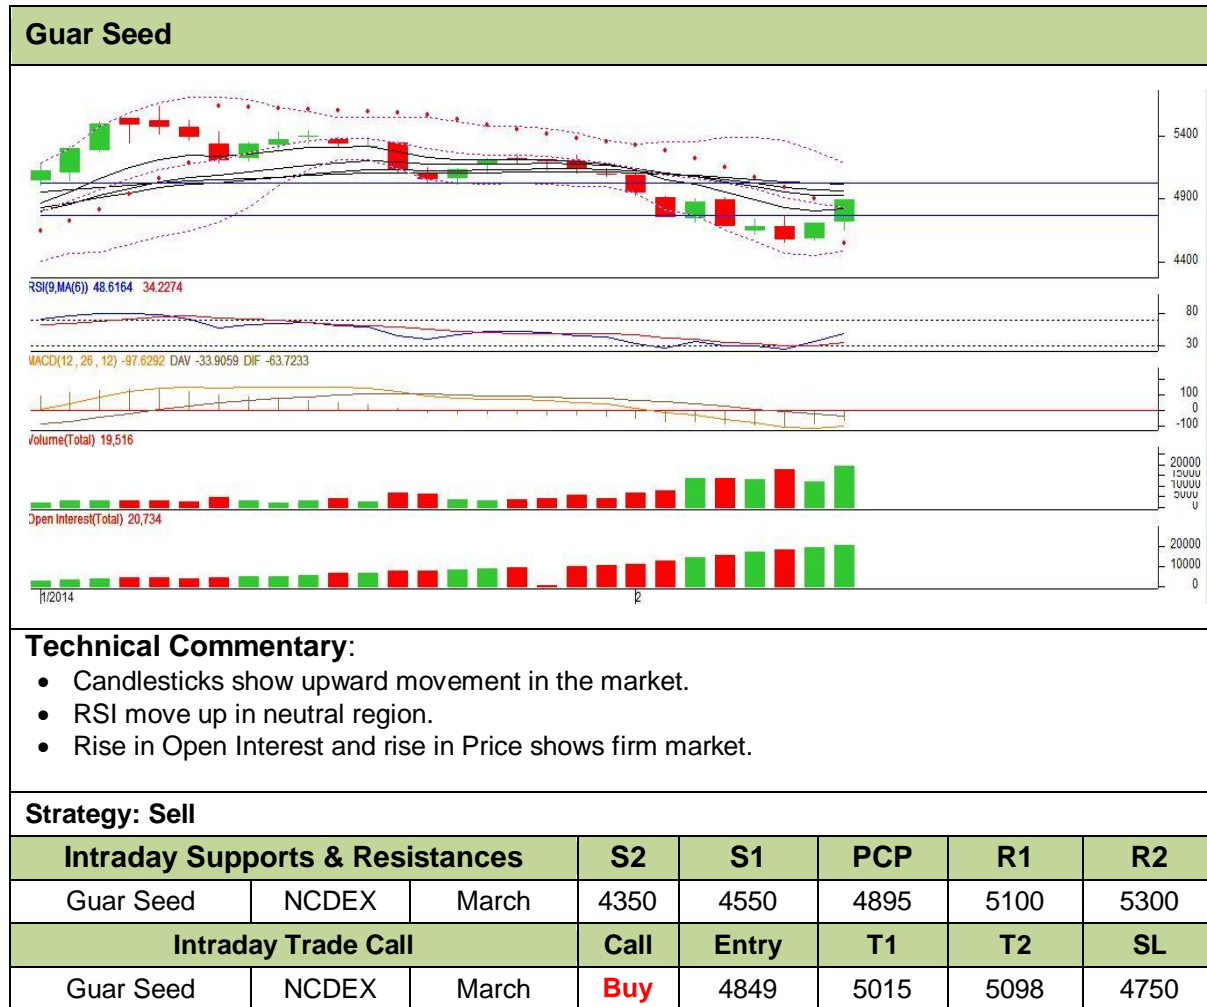 Guar Seed
5400
4900
4400
RSI(9,MA(6)) 48.6164 34.2274
80
30
MACD(12 , 26 , 12) -97.6292 DAV -33.9059 DIF -63.7233
100
0
-100
Volume(Total) 19,516
20000
15000
10000
5000
0
Open Interest(Total) 20,734
20000
10000
0
1/2014 2
Technical Commentary:
• Candlesticks show upward movement in the market.
• RSI move up in neutral region.
• Rise in Open Interest and rise in Price shows firm market.
Strategy: Sell
Intraday Supports & Resistances S2 S1 PCP R1 R2
Guar Seed NCDEX March 4350 4550 4895 5100 5300
Intraday Trade Call Call Entry T1 T2 SL
Guar Seed NCDEX March Buy 4849 5015 5098 4750